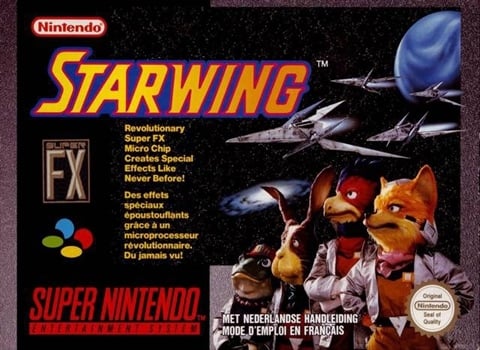 Nintendo
STARWING™
Revolutionary
Super FX
Micro Chip
Creates Special
Effects Like
Never Before!
SUPER
FX
Des effets
spéciaux
époustouflants
grâce à un
microprocesseur
révolutionnaire.
Du jamais vu!
SUPER NINTENDO
ENTERTAINMENT SYSTEM
MET NEDERLANDSE HANDLEIDING
MODE D'EMPLOI EN FRANÇAIS
Original
Nintendo
Seal of
Quality